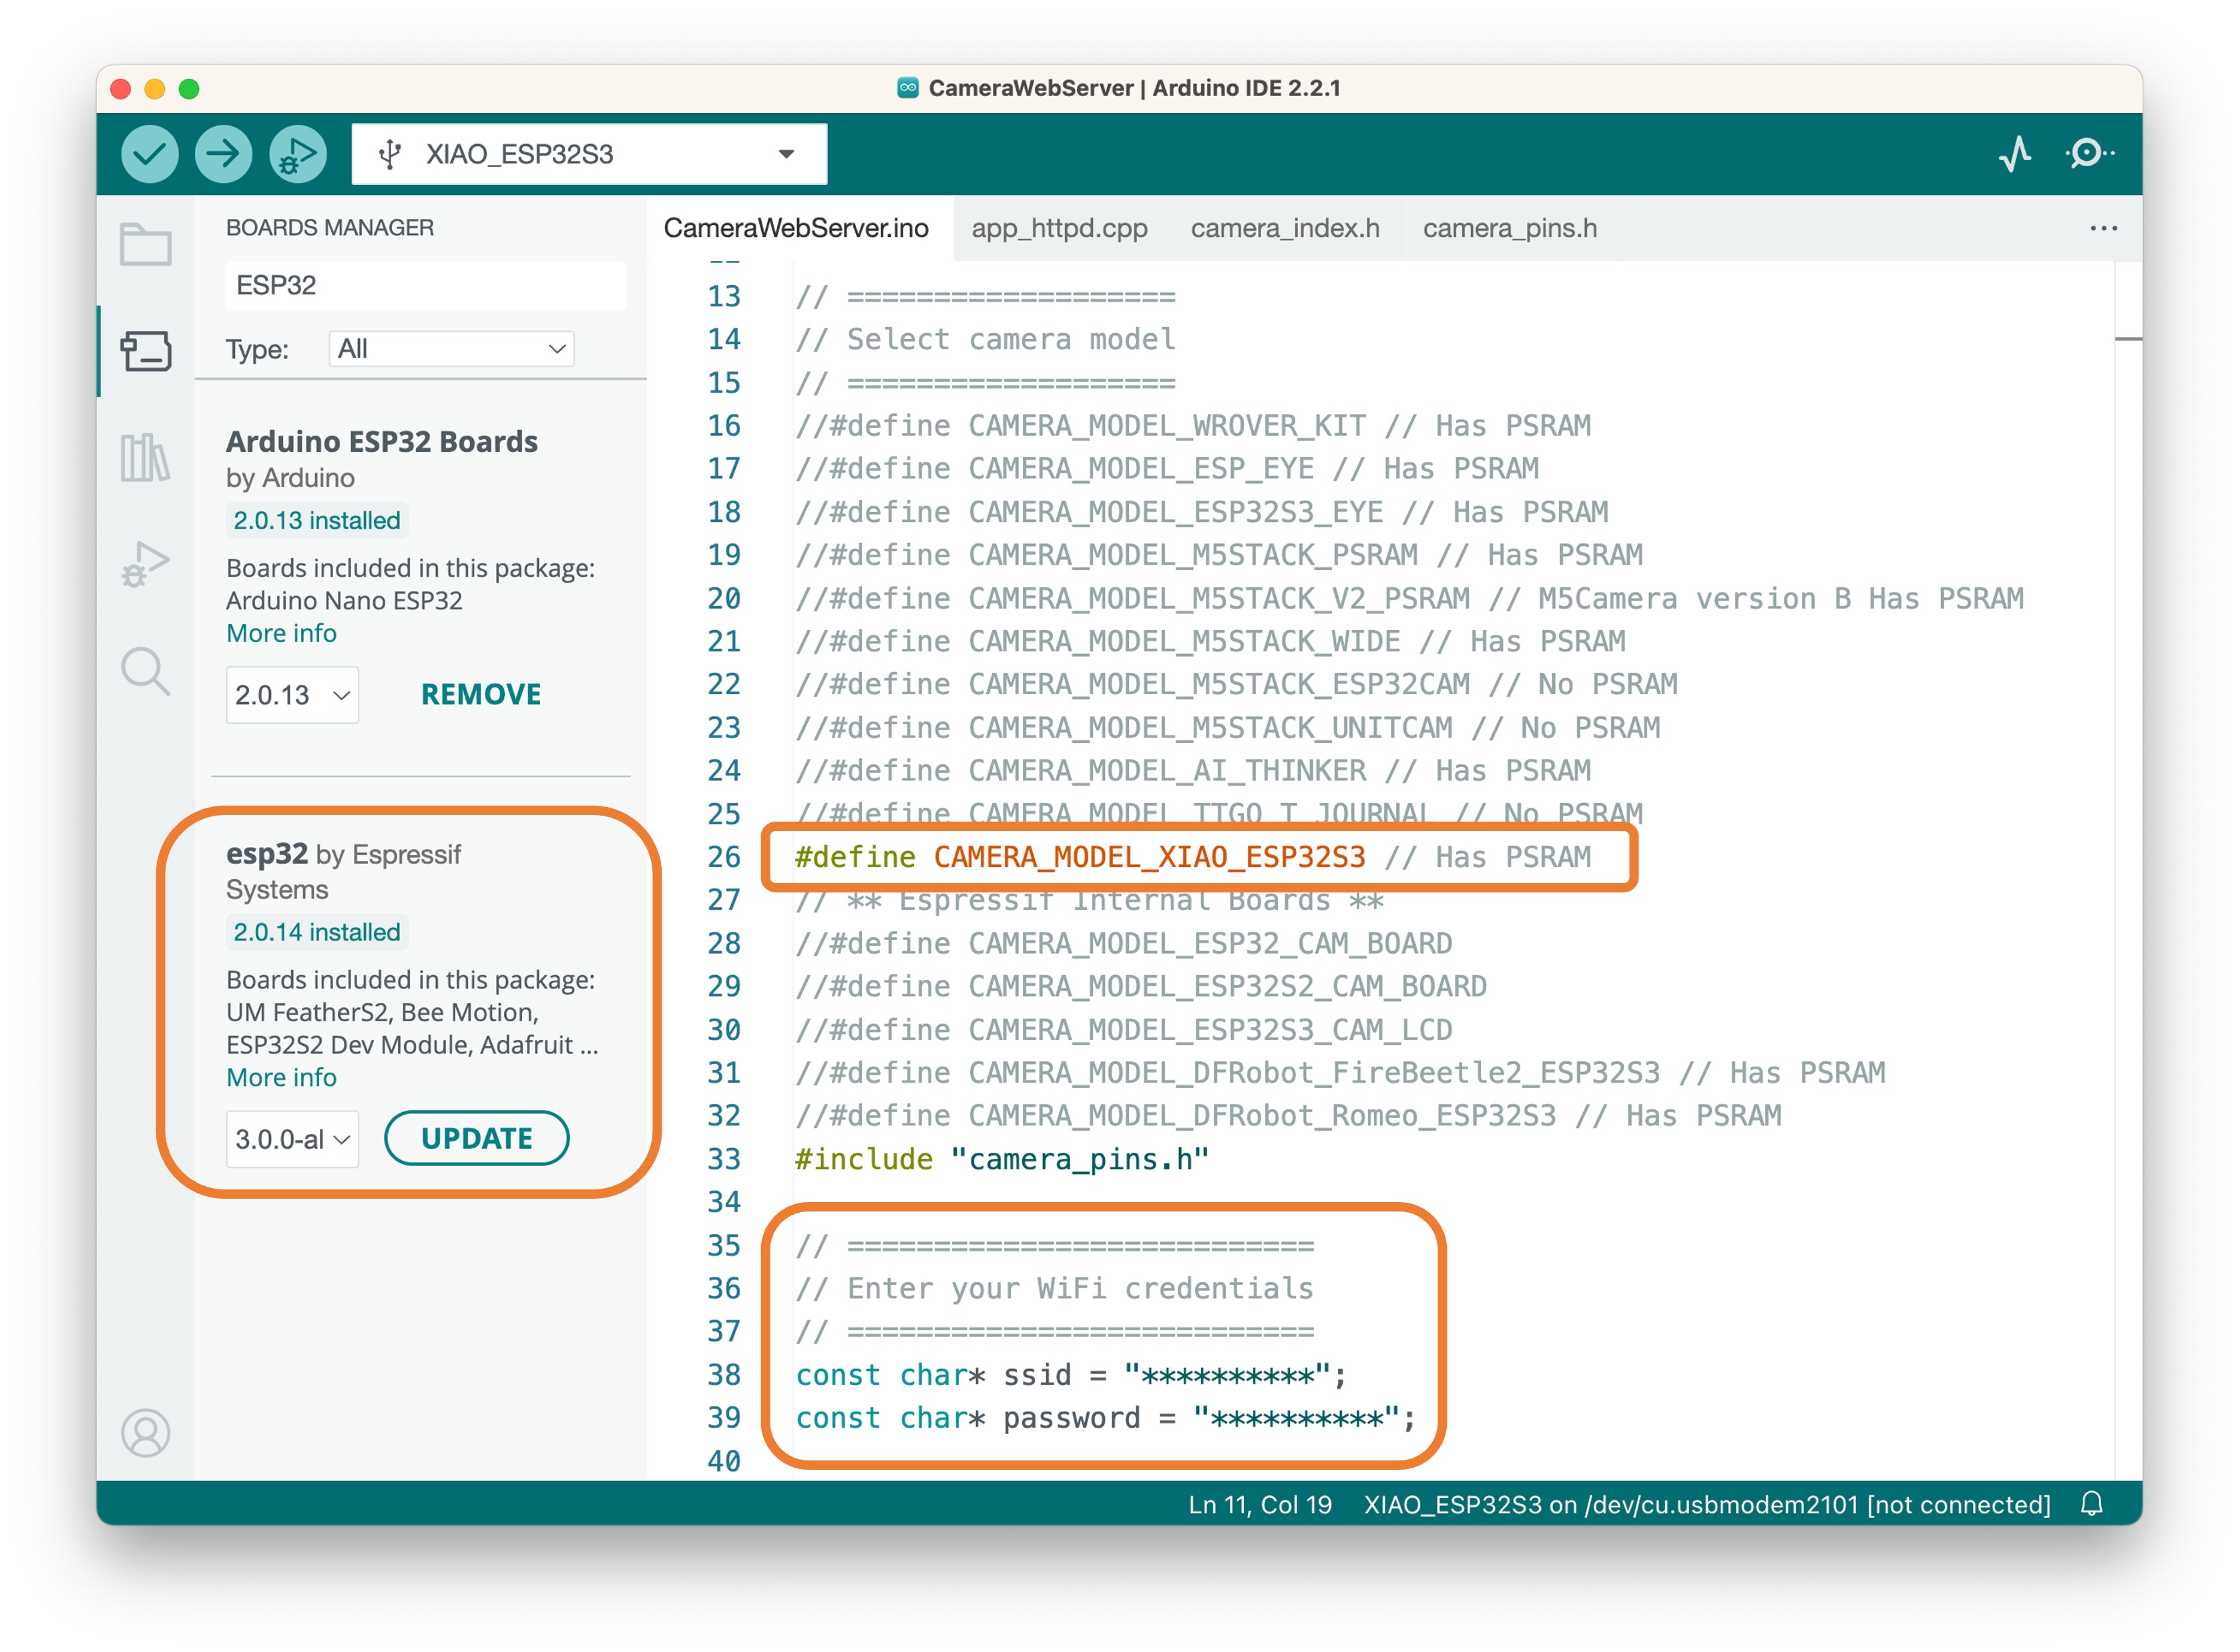 CameraWebServer | Arduino IDE 2.2.1
XIAO_ESP32S3
BOARDS MANAGER
ESP32
Type: All
Arduino ESP32 Boards
by Arduino
2.0.13 installed
Boards included in this package:
Arduino Nano ESP32
More info
2.0.13
REMOVE
esp32 by Espressif
Systems
2.0.14 installed
Boards included in this package:
UM FeatherS2, Bee Motion,
ESP32S2 Dev Module, Adafruit ...
More info
3.0.0-al
UPDATE
CameraWebServer.ino app_httpd.cpp camera_index.h camera_pins.h
13 // ===================
14 // Select camera model
15 // ===================
16 //#define CAMERA_MODEL_WROVER_KIT // Has PSRAM
17 //#define CAMERA_MODEL_ESP_EYE // Has PSRAM
18 //#define CAMERA_MODEL_ESP32S3_EYE // Has PSRAM
19 //#define CAMERA_MODEL_M5STACK_PSRAM // Has PSRAM
20 //#define CAMERA_MODEL_M5STACK_V2_PSRAM // M5Camera version B Has PSRAM
21 //#define CAMERA_MODEL_M5STACK_WIDE // Has PSRAM
22 //#define CAMERA_MODEL_M5STACK_ESP32CAM // No PSRAM
23 //#define CAMERA_MODEL_M5STACK_UNITCAM // No PSRAM
24 //#define CAMERA_MODEL_AI_THINKER // Has PSRAM
25 //#define CAMERA_MODEL_TTGO_T_JOURNAL // No PSRAM
26 #define CAMERA_MODEL_XIAO_ESP32S3 // Has PSRAM
27 // ** Espressif Internal Boards **
28 //#define CAMERA_MODEL_ESP32_CAM_BOARD
29 //#define CAMERA_MODEL_ESP32S2_CAM_BOARD
30 //#define CAMERA_MODEL_ESP32S3_CAM_LCD
31 //#define CAMERA_MODEL_DFRobot_FireBeetle2_ESP32S3 // Has PSRAM
32 //#define CAMERA_MODEL_DFRobot_Romeo_ESP32S3 // Has PSRAM
33 #include "camera_pins.h"
34
35 // ===========================
36 // Enter your WiFi credentials
37 // ===========================
38 const char* ssid = "**********";
39 const char* password = "**********";
40
Ln 11, Col 19 XIAO_ESP32S3 on /dev/cu.usbmodem2101 [not connected]